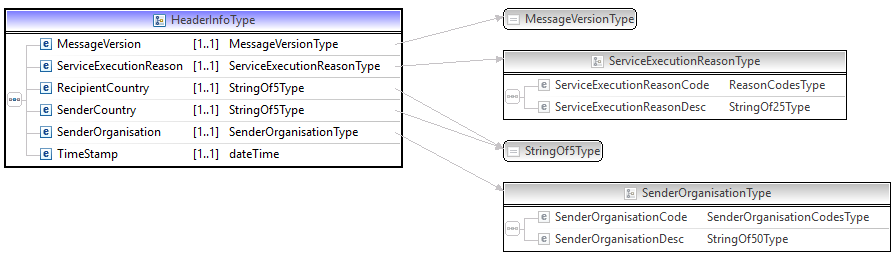 HeaderInfoType
MessageVersion [1..1] MessageVersionType
ServiceExecutionReason [1..1] ServiceExecutionReasonType
RecipientCountry [1..1] StringOf5Type
SenderCountry [1..1] StringOf5Type
SenderOrganisation [1..1] SenderOrganisationType
TimeStamp [1..1] dateTime
MessageVersionType
ServiceExecutionReasonType
ServiceExecutionReasonCode ReasonCodesType
ServiceExecutionReasonDesc StringOf25Type
StringOf5Type
SenderOrganisationType
SenderOrganisationCode SenderOrganisationCodesType
SenderOrganisationDesc StringOf50Type